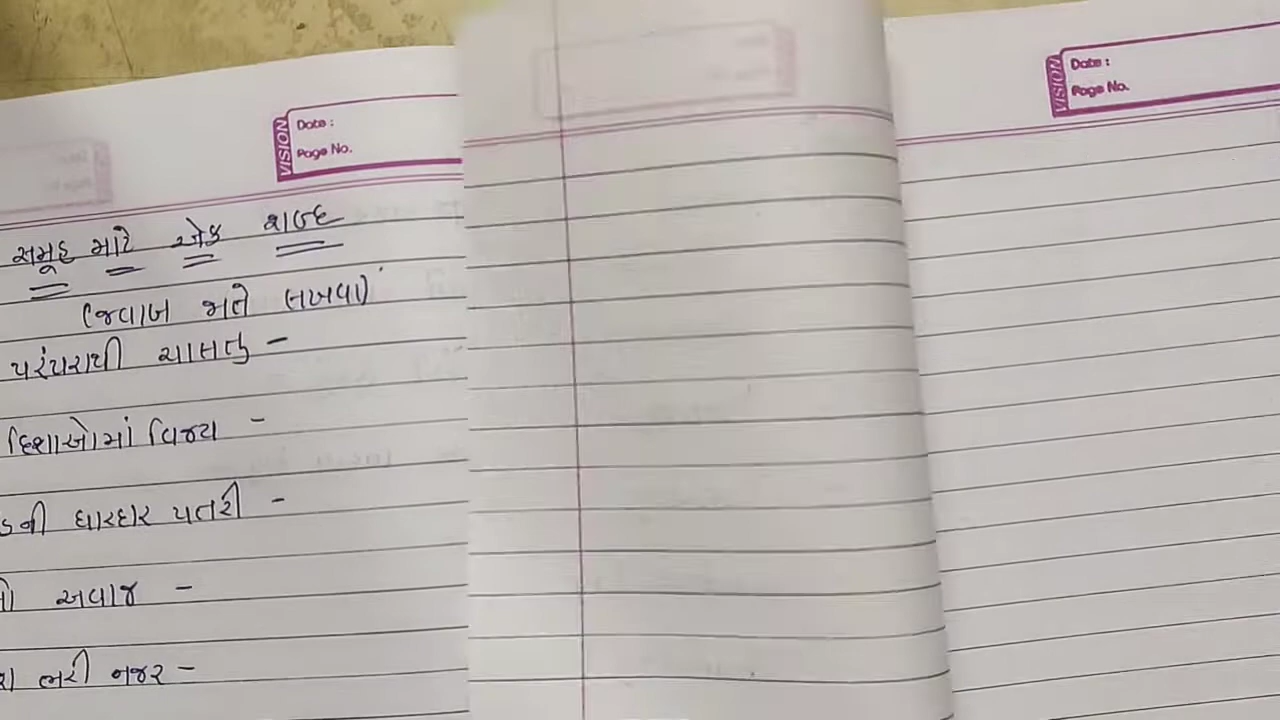 VISION Date :
Page No.
સમૂહ માટે એક શબ્દ
(જવાબ જાતે લખવા)
પરંપરાથી ચાલતું -
દિશાઓમાં વિજય -
ધારદાર પતરી -
અવાજ -
ભરી નજર -
VISION Date :
Page No.